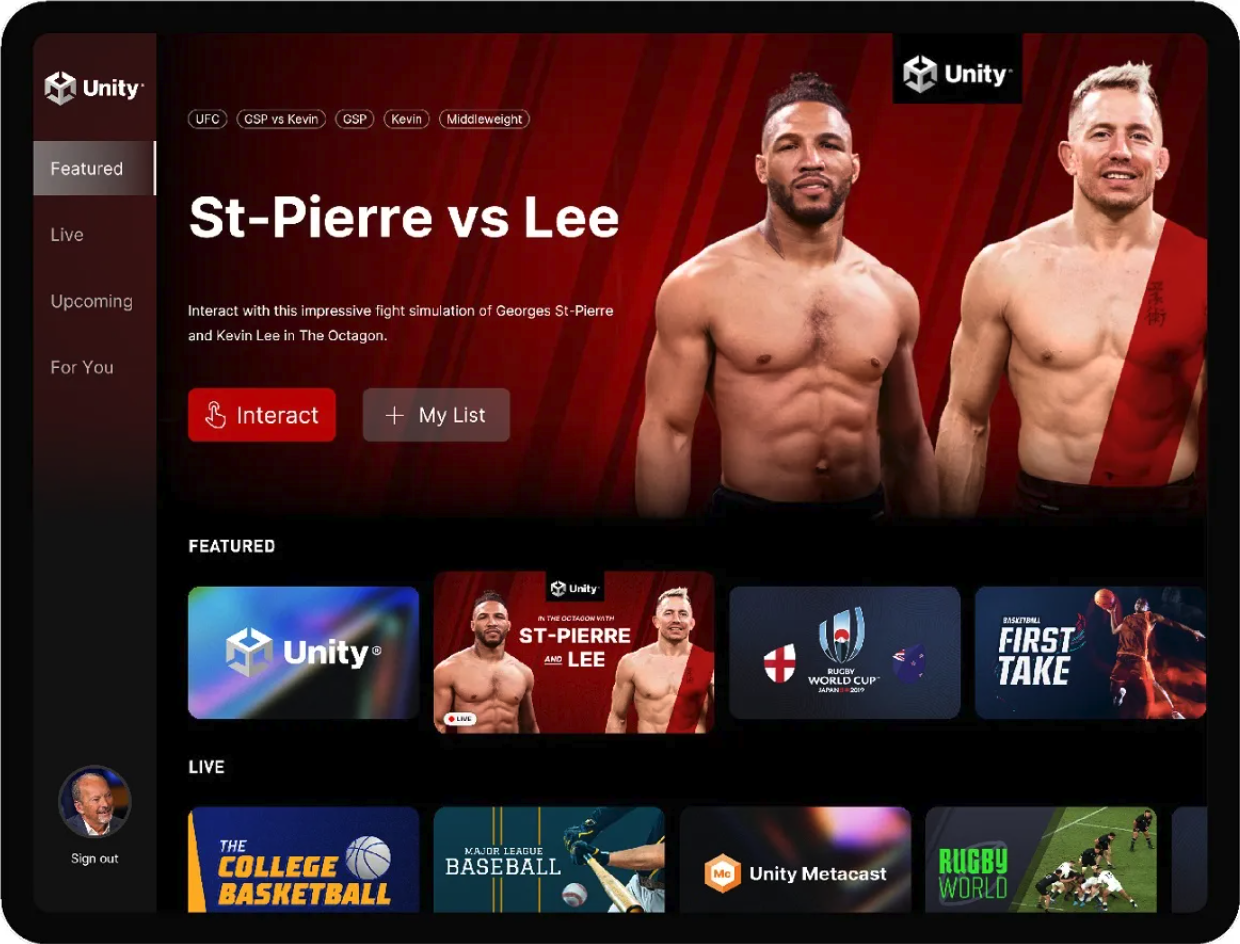 Unity
Featured
Live
Upcoming
For You
Sign out
Unity
UFC
GSP vs Kevin
GSP
Kevin
Middleweight
St-Pierre vs Lee
Interact with this impressive fight simulation of Georges St-Pierre
and Kevin Lee in The Octagon.
Interact
+ My List
FEATURED
Unity®
Unity
IN THE OCTAGON WITH
ST-PIERRE
AND LEE
LIVE
RUGBY
WORLD CUP™
JAPAN 2019
BASKETBALL
FIRST
TAKE
LIVE
THE
COLLEGE
BASKETBALL
MAJOR LEAGUE
BASEBALL
Mc
Unity Metacast
RUGBY
WORLD